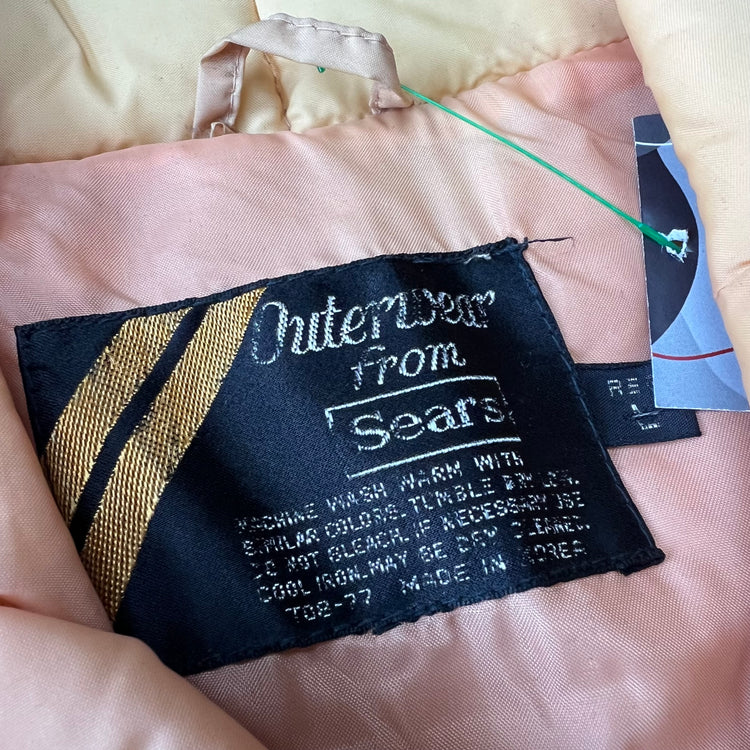 Outerwear
from
Sears
REG
L
MACHINE WASH WARM WITH
SIMILAR COLORS. TUMBLE DRY LOW.
DO NOT BLEACH. IF NECESSARY USE
COOL IRON. MAY BE DRY CLEANED.
T08-77 MADE IN KOREA